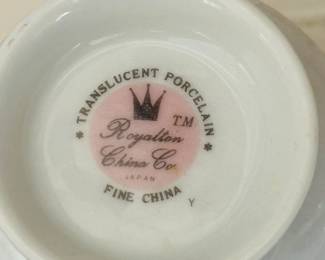 * TRANSLUCENT PORCELAIN *
TM
Royalton
China Co.
JAPAN
FINE CHINA
Y